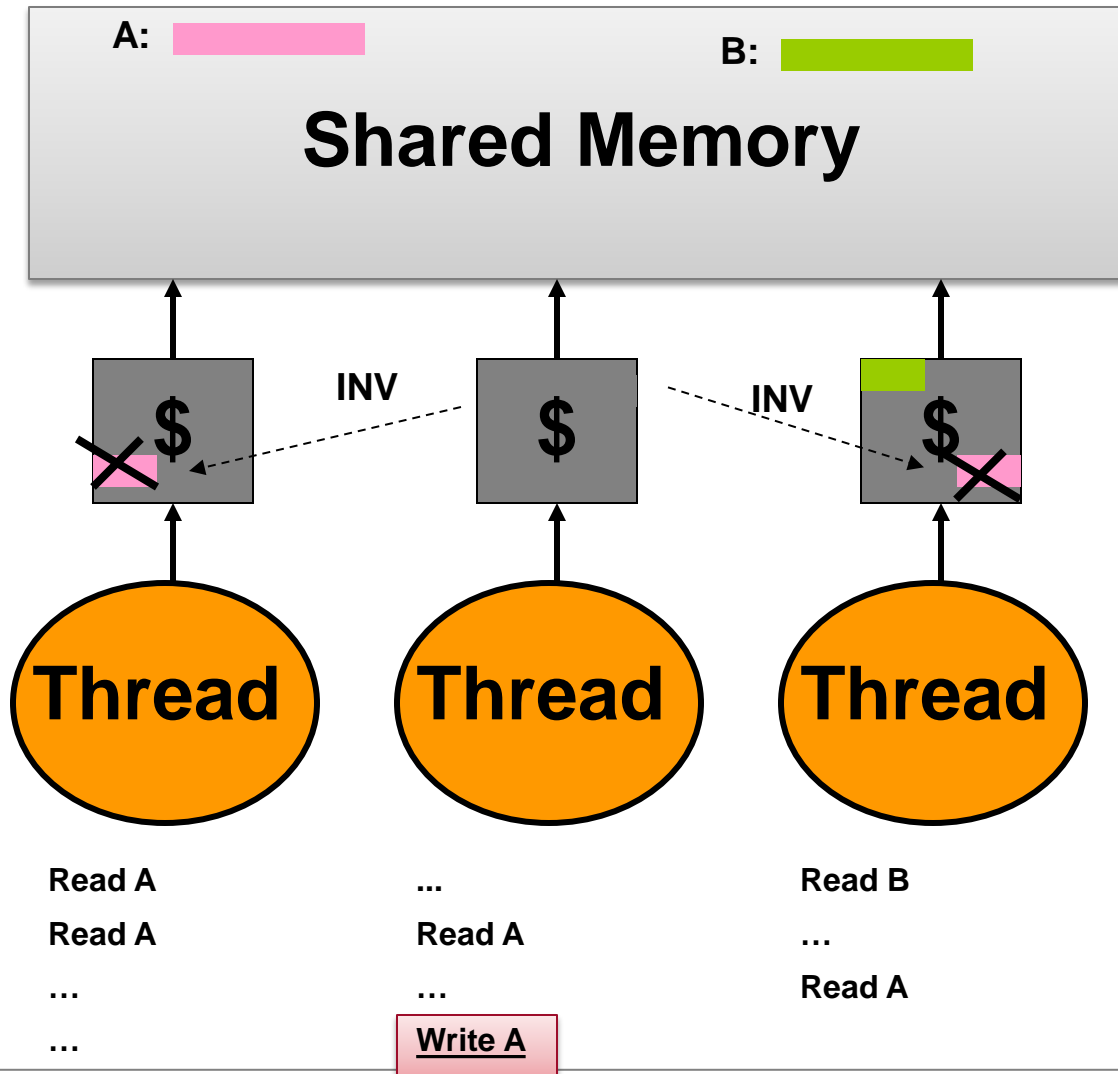 A:
B:
Shared Memory
INV
INV
$
$
$
Thread
Thread
Thread
Read A
...
Read B
Read A
Read A
…
…
…
Read A
…
Write A